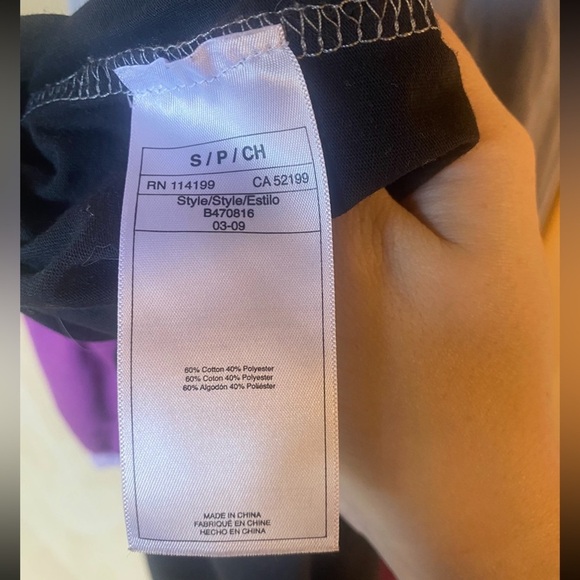 S / P / CH
RN 114199 CA 52199
Style/Style/Estilo
B470816
03-09
60% Cotton 40% Polyester
60% Coton 40% Polyester
60% Algodón 40% Poliéster
MADE IN CHINA
FABRIQUÉ EN CHINE
HECHO EN CHINA